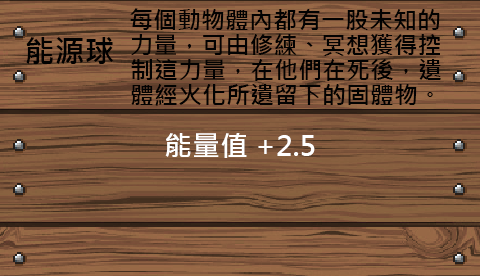 能源球
每個動物體內都有一股未知的
力量，可由修練、冥想獲得控
制這力量，在他們在死後，遺
體經火化所遺留下的固體物。
能量值 +2.5